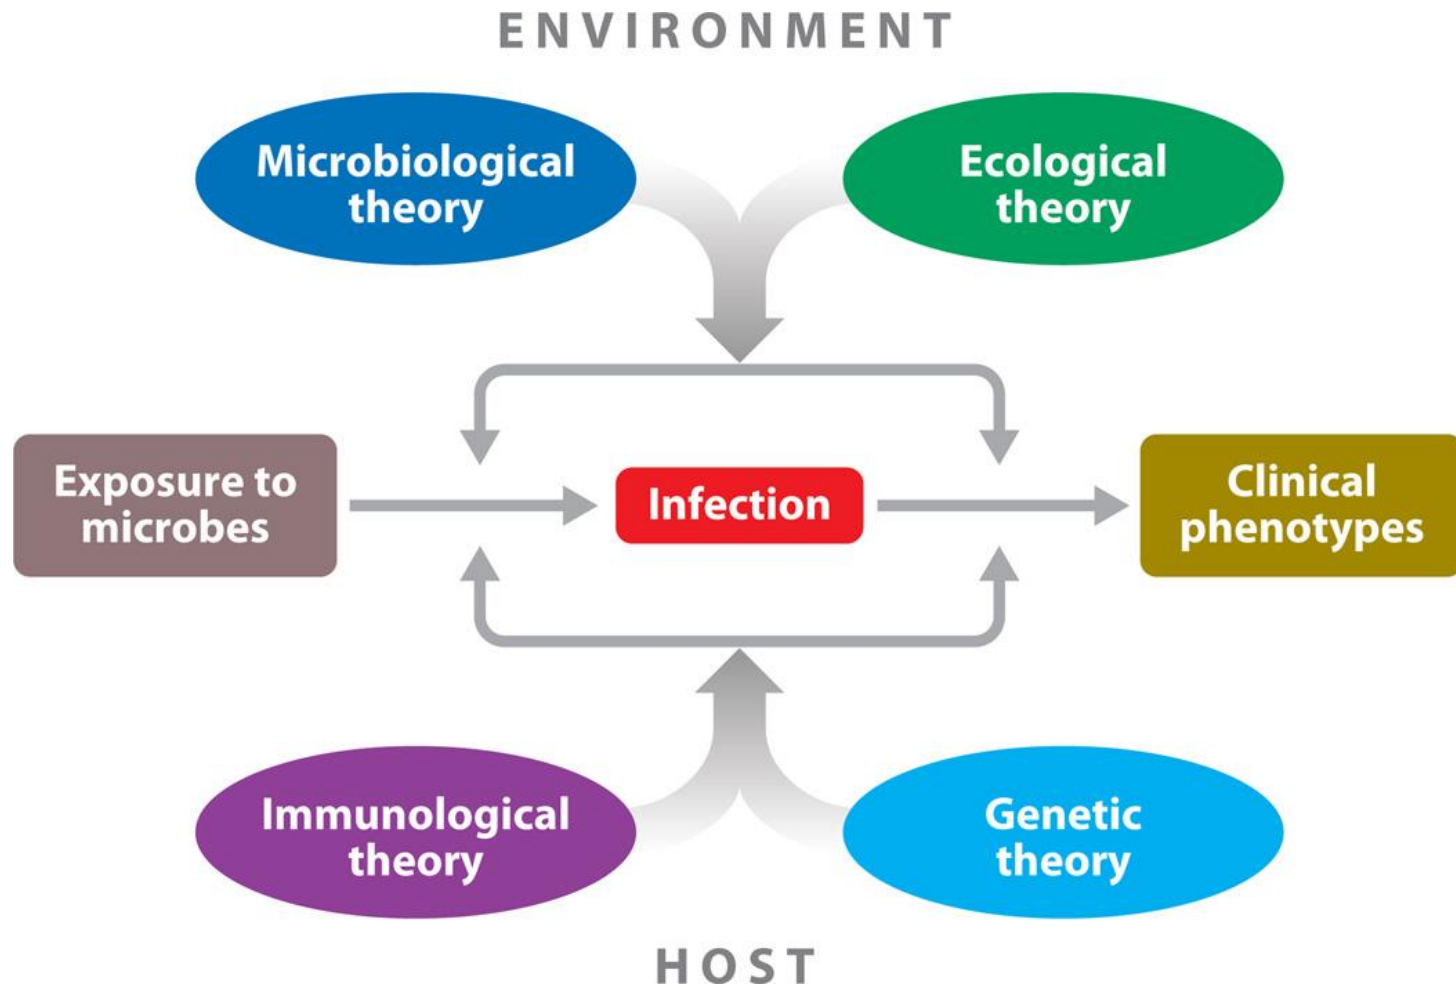 ENVIRONMENT
Microbiological
theory
Ecological
theory
Exposure to
microbes
Infection
Clinical
phenotypes
Immunological
theory
Genetic
theory
HOST